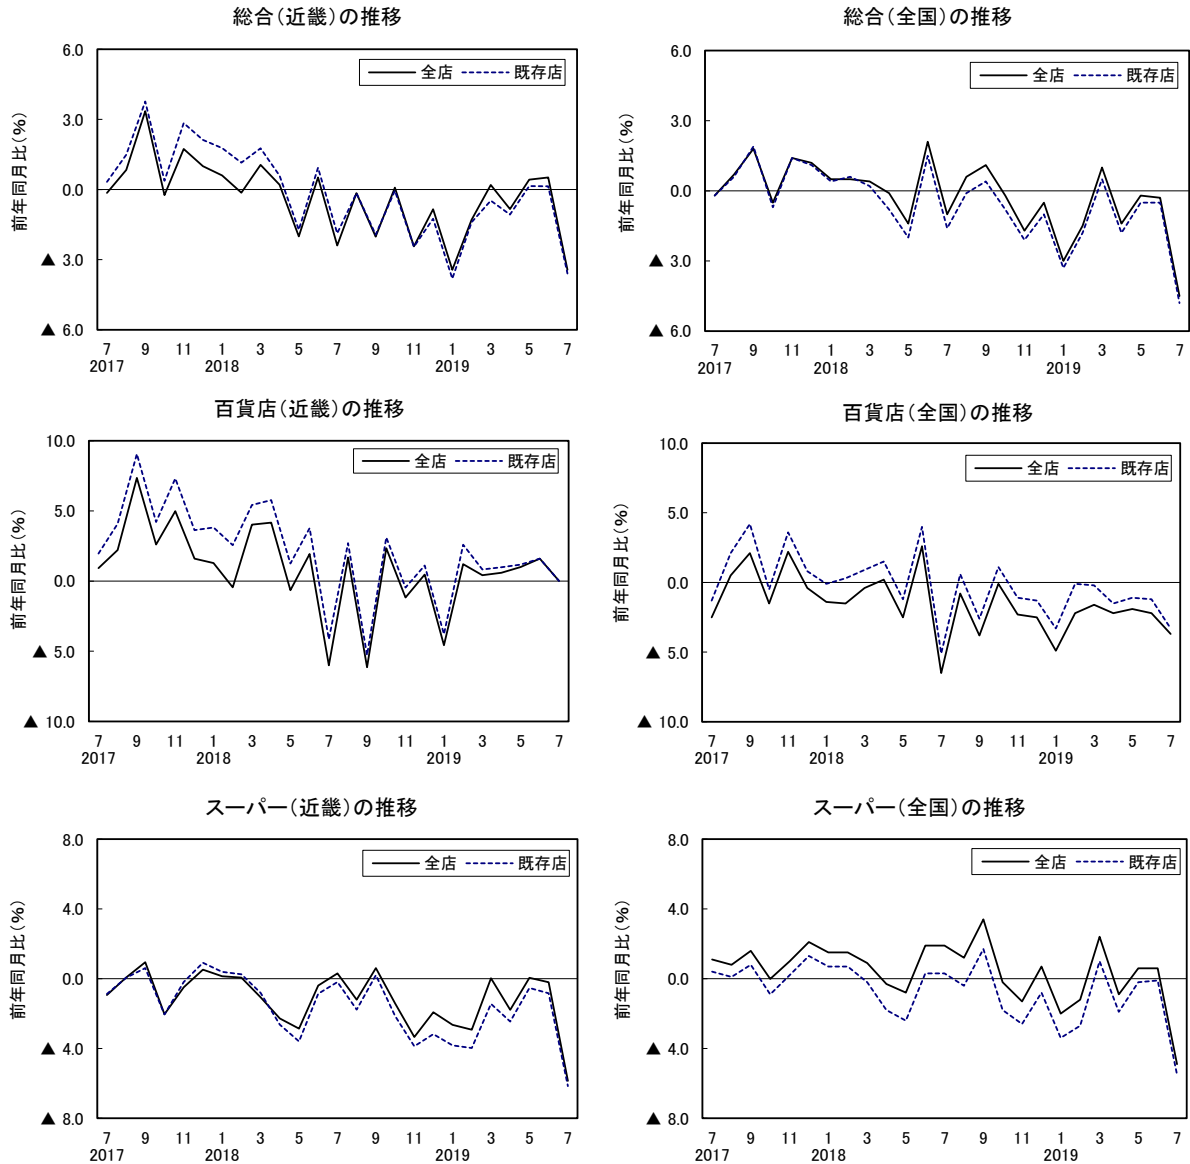 総合(近畿)の推移
前年同月比(%)
6.0
3.0
0.0
▲ 3.0
▲ 6.0
全店 既存店
7 9 11 1 3 5 7 9 11 1 3 5 7
2017 2018 2019
総合(全国)の推移
前年同月比(%)
6.0
3.0
0.0
▲ 3.0
▲ 6.0
全店 既存店
7 9 11 1 3 5 7 9 11 1 3 5 7
2017 2018 2019
百貨店(近畿)の推移
前年同月比(%)
10.0
5.0
0.0
▲ 5.0
▲ 10.0
全店 既存店
7 9 11 1 3 5 7 9 11 1 3 5 7
2017 2018 2019
百貨店(全国)の推移
前年同月比(%)
10.0
5.0
0.0
▲ 5.0
▲ 10.0
全店 既存店
7 9 11 1 3 5 7 9 11 1 3 5 7
2017 2018 2019
スーパー(近畿)の推移
前年同月比(%)
8.0
4.0
0.0
▲ 4.0
▲ 8.0
全店 既存店
7 9 11 1 3 5 7 9 11 1 3 5 7
2017 2018 2019
スーパー(全国)の推移
前年同月比(%)
8.0
4.0
0.0
▲ 4.0
▲ 8.0
全店 既存店
7 9 11 1 3 5 7 9 11 1 3 5 7
2017 2018 2019